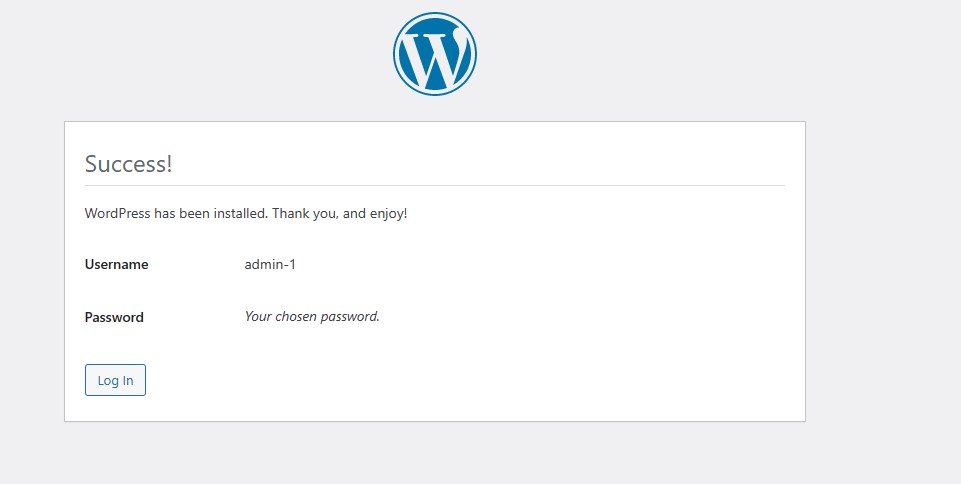 Success!
WordPress has been installed. Thank you, and enjoy!
Username admin-1
Password Your chosen password.
Log In